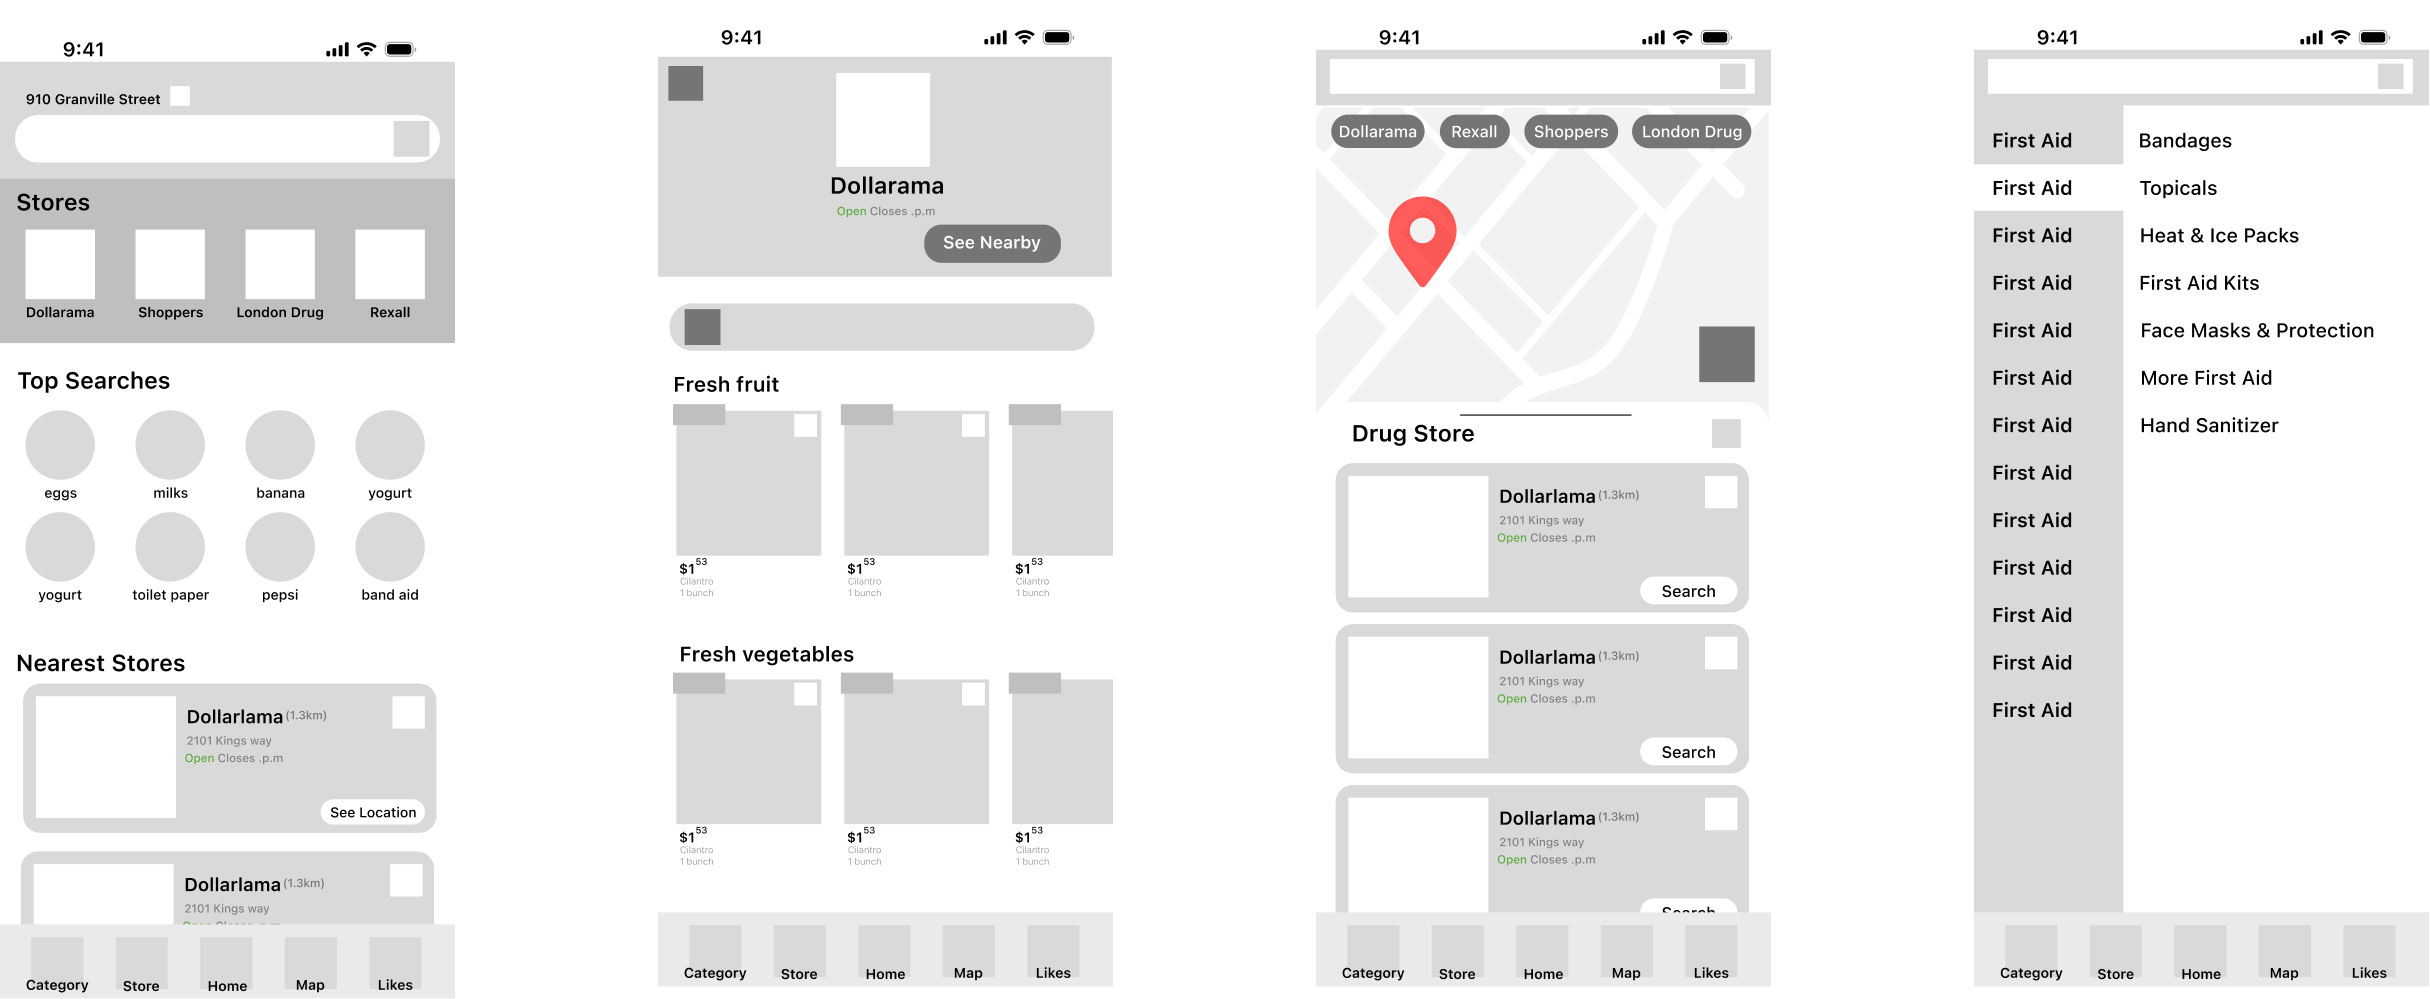 9:41
910 Granville Street
Stores
Dollarama Shoppers London Drug Rexall
Top Searches
eggs milks banana yogurt
yogurt toilet paper pepsi band aid
Nearest Stores
Dollarlama (1.3km)
2101 Kings way
Open Closes .p.m
See Location
Dollarlama (1.3km)
2101 Kings way
Open Closes .p.m
Category Store Home Map Likes
9:41
Dollarama
Open Closes .p.m
See Nearby
Fresh fruit
$1 53 $1 53 $1 53
Cilantro Cilantro Cilantro
1 bunch 1 bunch 1 bunch
Fresh vegetables
$1 53 $1 53 $1 53
Cilantro Cilantro Cilantro
1 bunch 1 bunch 1 bunch
Category Store Home Map Likes
9:41
Dollarama Rexall Shoppers London Drug
Drug Store
Dollarlama (1.3km)
2101 Kings way
Open Closes .p.m
Search
Dollarlama (1.3km)
2101 Kings way
Open Closes .p.m
Search
Dollarlama (1.3km)
2101 Kings way
Open Closes .p.m
Search
Category Store Home Map Likes
9:41
First Aid Bandages
First Aid Topicals
First Aid Heat & Ice Packs
First Aid First Aid Kits
First Aid Face Masks & Protection
First Aid More First Aid
First Aid Hand Sanitizer
First Aid
First Aid
First Aid
First Aid
First Aid
First Aid
Category Store Home Map Likes